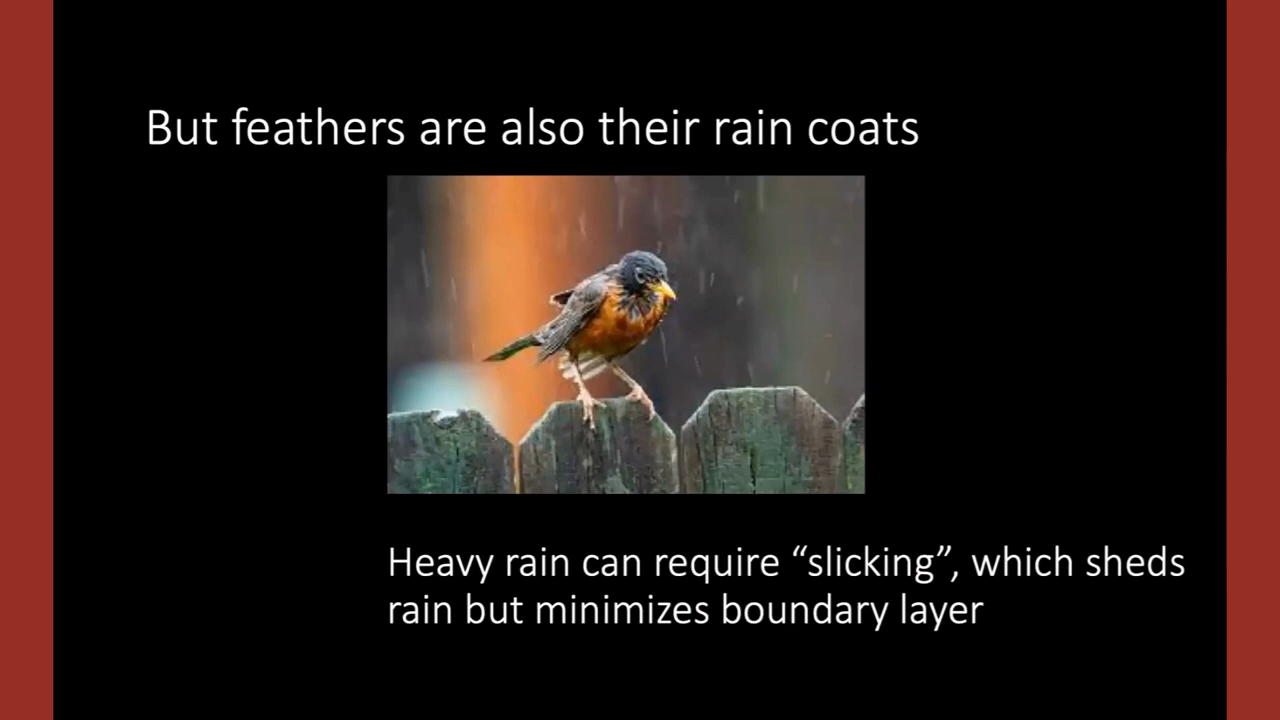 But feathers are also their rain coats
Heavy rain can require “slicking”, which sheds
rain but minimizes boundary layer